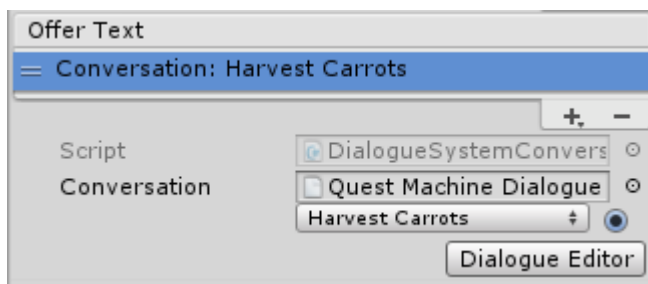 Offer Text
Conversation: Harvest Carrots
Script DialogueSystemConvers
Conversation Quest Machine Dialogue
Harvest Carrots
Dialogue Editor